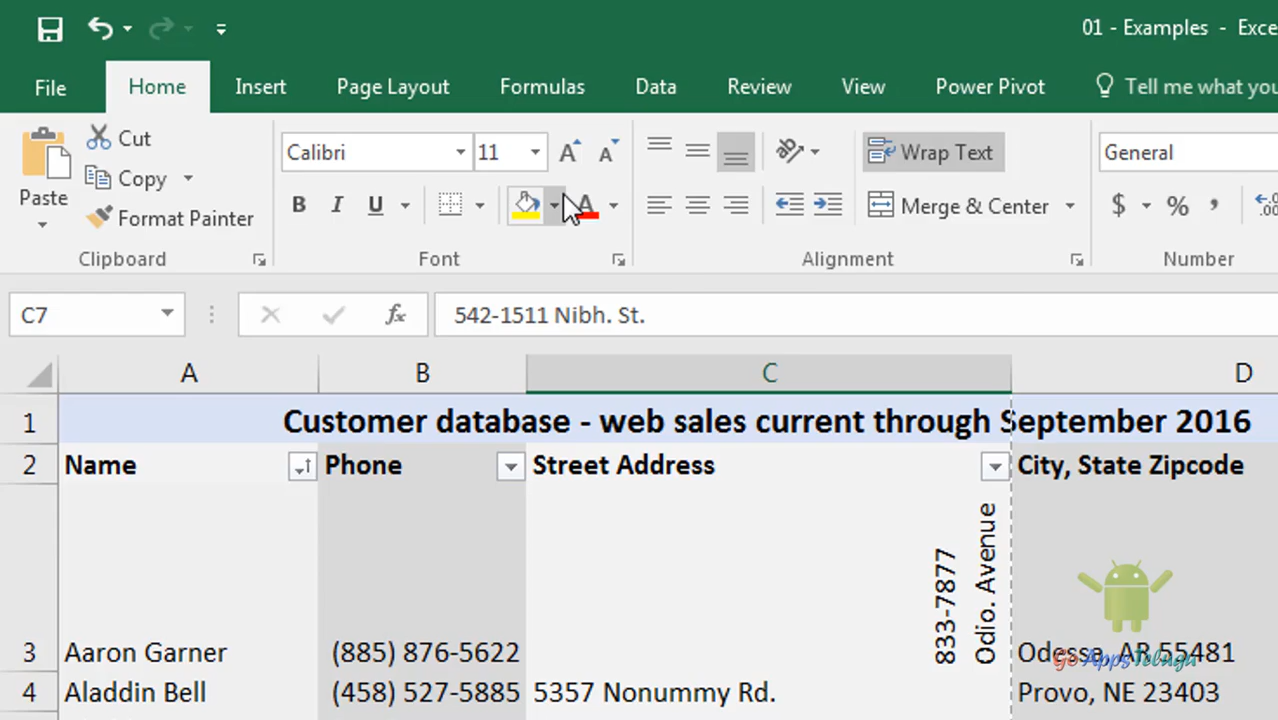 01 - Examples - Exce
File Home Insert Page Layout Formulas Data Review View Power Pivot Tell me what you
Cut
Copy
Format Painter
Paste
Clipboard
Calibri 11
B I U A
Font
Wrap Text
Merge & Center
Alignment
General
$ % ,
Number
C7 fx 542-1511 Nibh. St.
A B C D
1 Customer database - web sales current through September 2016
2 Name Phone Street Address City, State Zipcode
3 Aaron Garner (885) 876-5622 833-7877 Odio. Avenue Odessa, AR 55481
4 Aladdin Bell (458) 527-5885 5357 Nonummy Rd. Provo, NE 23403
Go Apps Telugu